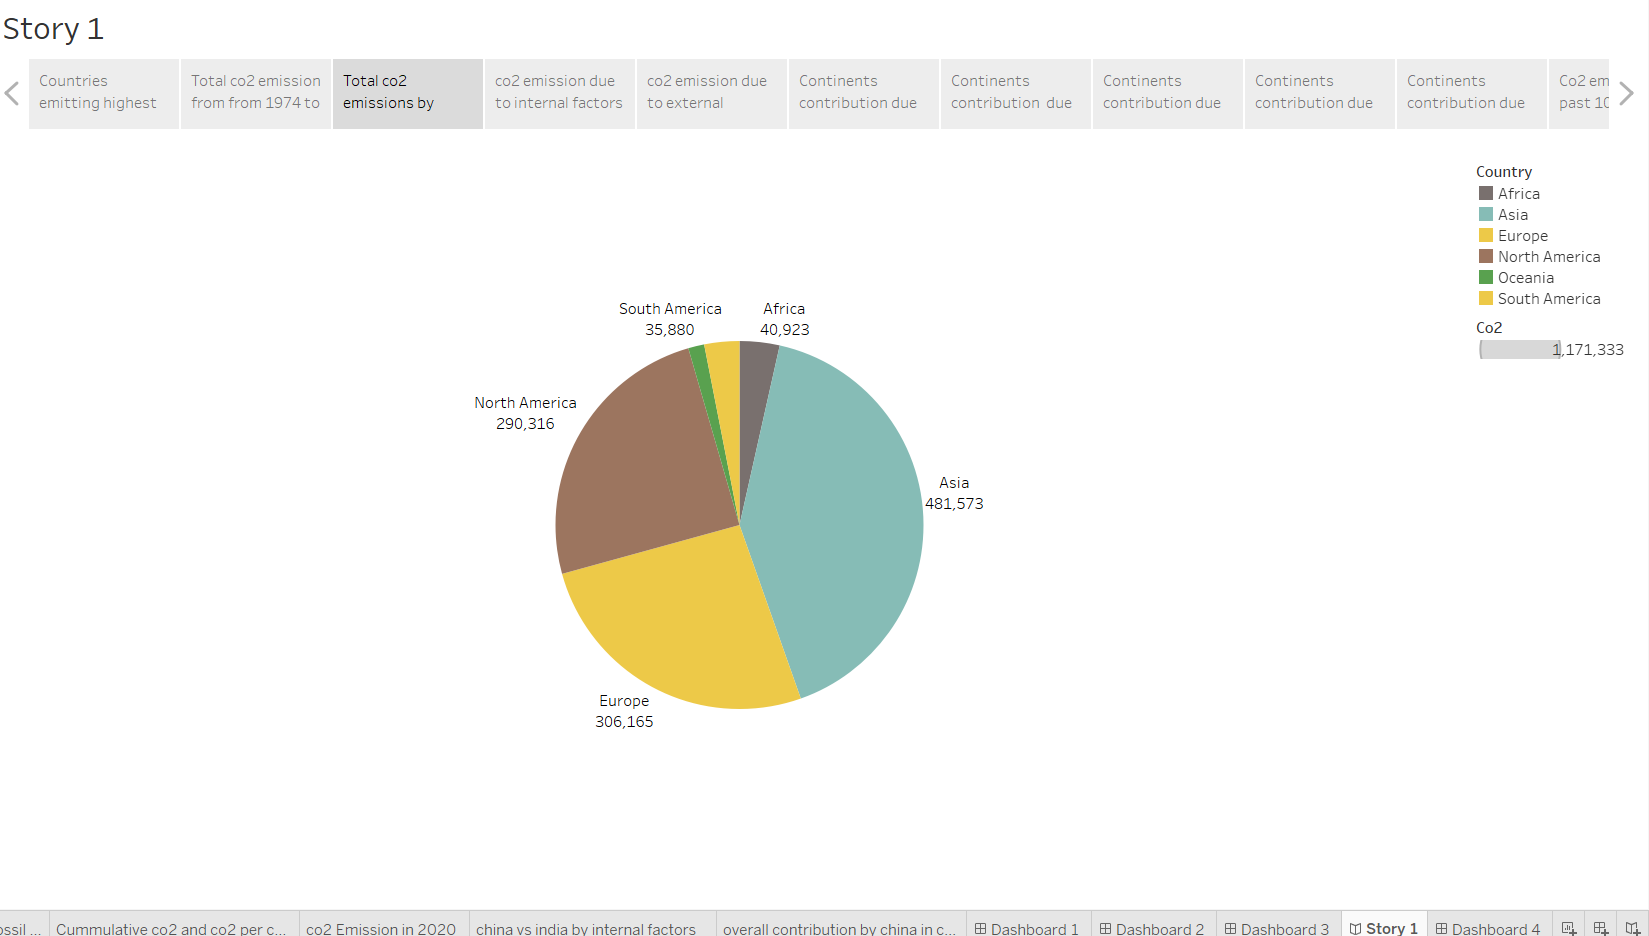 Story 1
Countries
emitting highest
Total co2 emission
from from 1974 to
Total co2
emissions by
co2 emission due
to internal factors
co2 emission due
to external
Continents
contribution due
Continents
contribution due
Continents
contribution due
Continents
contribution due
Continents
contribution due
Co2 em
past 10
Country
Africa
Asia
Europe
North America
Oceania
South America
Co2
1,171,333
South America
35,880
Africa
40,923
North America
290,316
Asia
481,573
Europe
306,165
ossil ...
Cummulative co2 and co2 per c...
co2 Emission in 2020
china vs india by internal factors
overall contribution by china in c...
Dashboard 1
Dashboard 2
Dashboard 3
Story 1
Dashboard 4